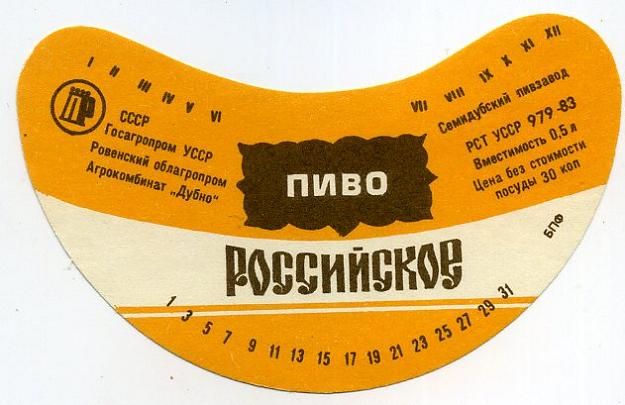 I II III IV V VI
VII VIII IX X XI XII
СССР
Госагропром УССР
Ровенский облагропром
Агрокомбинат „Дубно“
ПИВО
РОССИЙСКОЕ
Семидубский пивзавод
РСТ УССР 979-83
Вместимость 0,5 л
Цена без стоимости
посуды 30 коп
БПФ
1 3 5 7 9 11 13 15 17 19 21 23 25 27 29 31